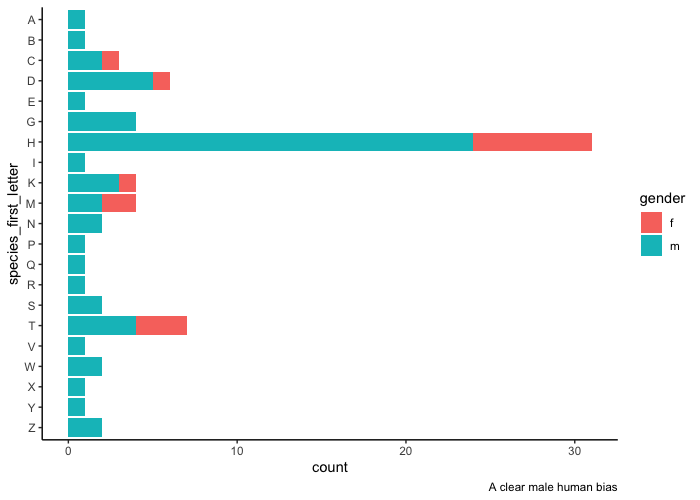 A
B
C
D
E
G
H
I
K
M
N
P
Q
R
S
T
V
W
X
Y
Z
species_first_letter
0 10 20 30
count
gender
f
m
A clear male human bias